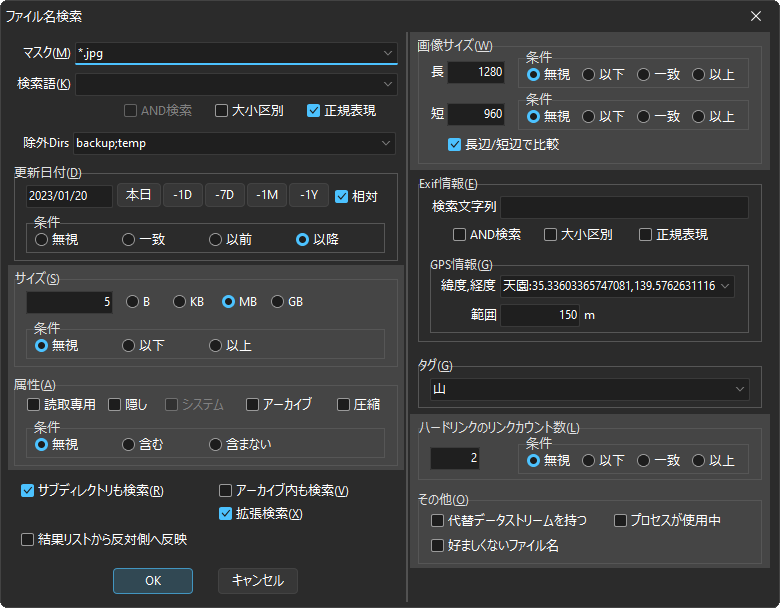 ファイル名検索
マスク(M) *.jpg
検索語(K)
AND検索 大小区別 正規表現
除外Dirs backup;temp
更新日付(D)
2023/01/20 本日 -1D -7D -1M -1Y 相対
条件
無視 一致 以前 以降
サイズ(S)
5 B KB MB GB
条件
無視 以下 以上
属性(A)
読取専用 隠し システム アーカイブ 圧縮
条件
無視 含む 含まない
サブディレクトリも検索(R) アーカイブ内も検索(V)
拡張検索(X)
結果リストから反対側へ反映
OK キャンセル
画像サイズ(W)
条件
長 1280 無視 以下 一致 以上
条件
短 960 無視 以下 一致 以上
長辺/短辺で比較
Exif情報(E)
検索文字列
AND検索 大小区別 正規表現
GPS情報(G)
緯度,経度 天園:35.33603365747081,139.5762631116
範囲 150 m
タグ(G)
山
ハードリンクのリンクカウント数(L)
条件
2 無視 以下 一致 以上
その他(O)
代替データストリームを持つ プロセスが使用中
好ましくないファイル名